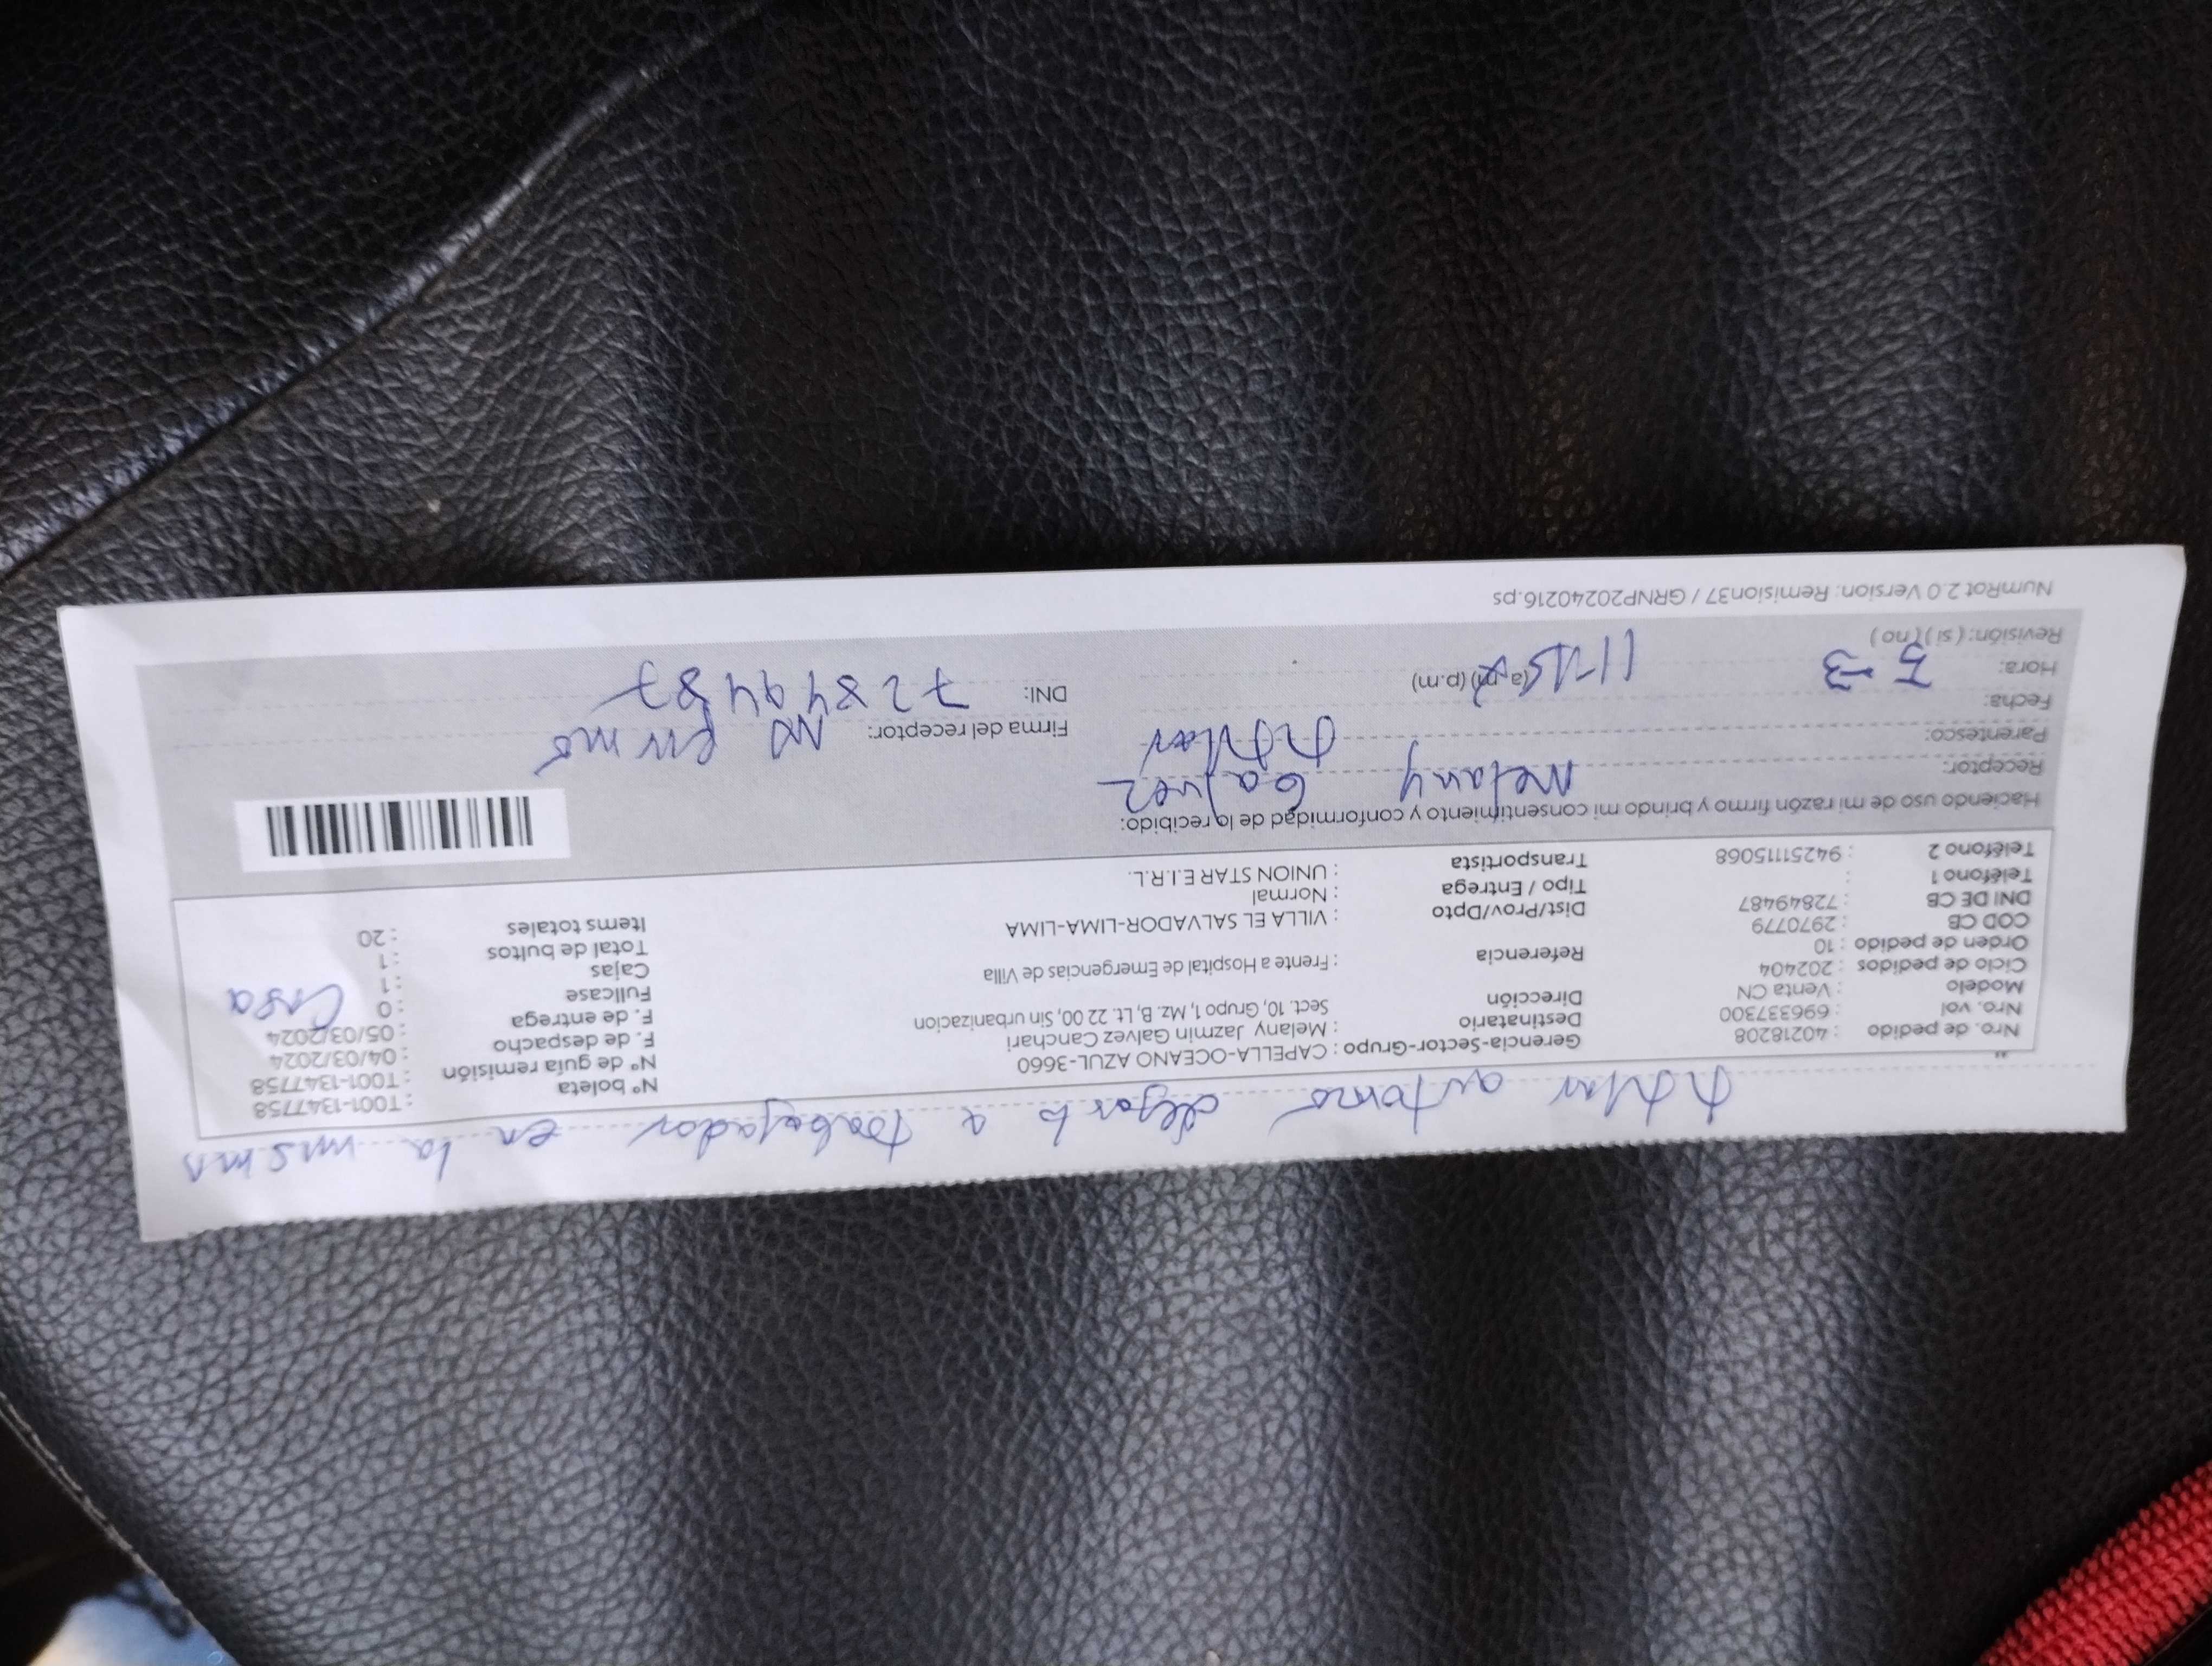 titular autorizo dejarlo a trabajador en la misma
casa
Nro. de pedido : 40218208
Nro. vol : 696337300
Modelo : Venta CN
Ciclo de pedidos : 202404
Orden de pedido : 10
COD CB : 2970779
DNI DE CB : 72849487
Teléfono 1 :
Teléfono 2 : 94251115068
Gerencia-Sector-Grupo : CAPELLA-OCEANO AZUL-3660
Destinatario : Melany Jazmin Galvez Canchari
Dirección Sect. 10, Grupo 1, Mz. B, Lt. 22 00, Sin urbanizacion
Referencia : Frente a Hospital de Emergencias de Villa
Dist/Prov/Dpto : VILLA EL SALVADOR-LIMA-LIMA
Tipo / Entrega : Normal
Transportista : UNION STAR E.I.R.L.
N° boleta : T001-1347758
N° de guía remisión : T001-1347758
F. de despacho : 04/03/2024
F. de entrega : 05/03/2024
Fullcase : 0
Cajas : 1
Total de bultos : 1
Items totales : 20
Haciendo uso de mi razón firmo y brindo mi consentimiento y conformidad de lo recibido:
Receptor: Melany Galvez
Parentesco: titular
Fecha: 5-3
Hora: 11-15 (a.m) (p.m)
Revisión: ( si ) ( no )
Firma del receptor: No firmo
DNI: 72849487
NumRot 2.0 Version: Remision37 / GRNP20240216.ps